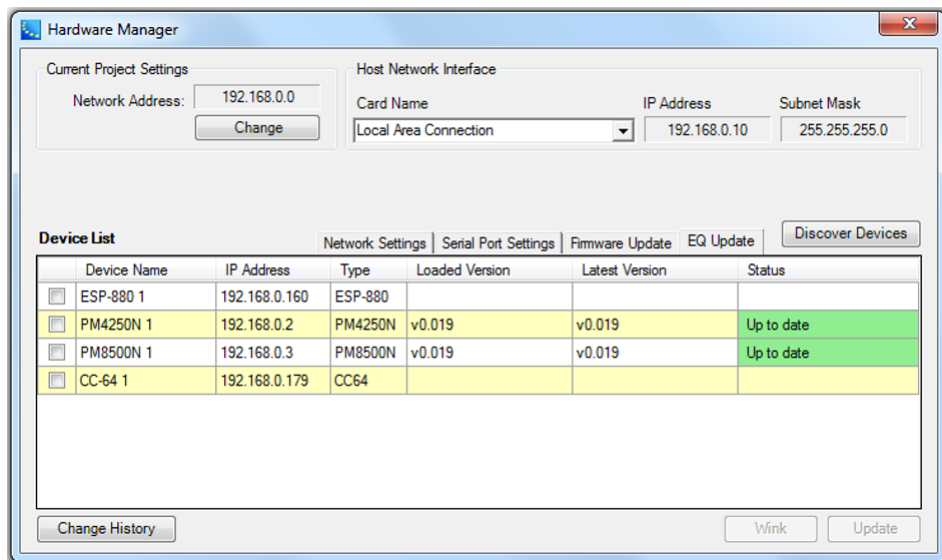 Hardware Manager
Current Project Settings
Network Address: 192.168.0.0
Change
Host Network Interface
Card Name IP Address Subnet Mask
Local Area Connection 192.168.0.10 255.255.255.0
Device List Network Settings Serial Port Settings Firmware Update EQ Update Discover Devices
Device Name IP Address Type Loaded Version Latest Version Status
ESP-880 1 192.168.0.160 ESP-880
PM4250N 1 192.168.0.2 PM4250N v0.019 v0.019 Up to date
PM8500N 1 192.168.0.3 PM8500N v0.019 v0.019 Up to date
CC-64 1 192.168.0.179 CC64
Change History Wink Update